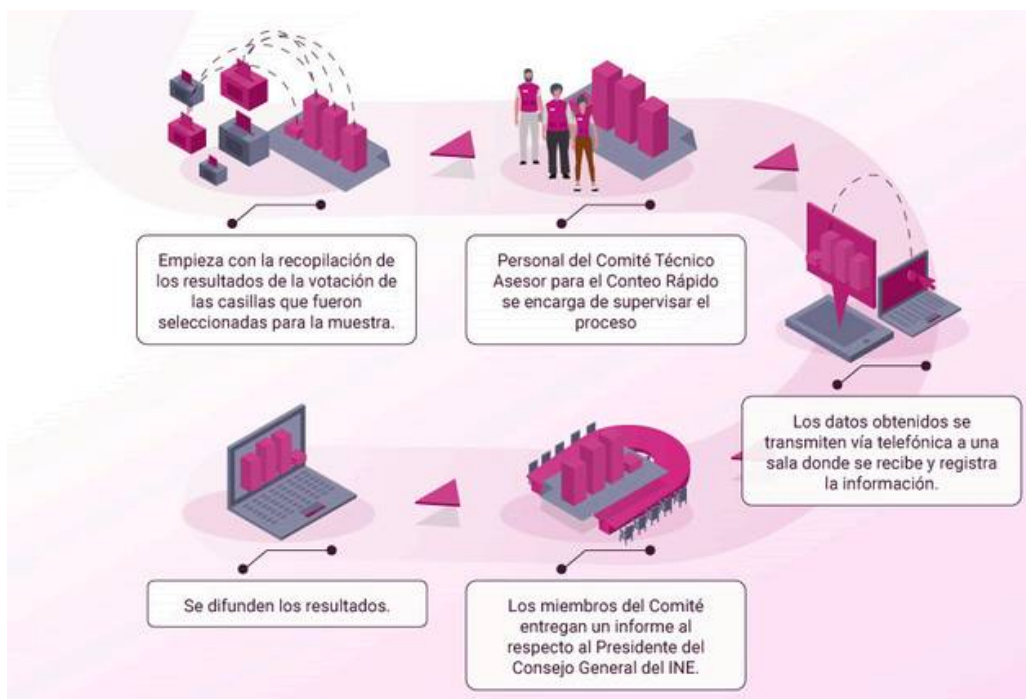 Empieza con la recopilación de
los resultados de la votación de
las casillas que fueron
seleccionadas para la muestra.
Personal del Comité Técnico
Asesor para el Conteo Rápido
se encarga de supervisar el
proceso
Los datos obtenidos se
transmiten vía telefónica a una
sala donde se recibe y registra
la información.
Los miembros del Comité
entregan un informe al
respecto al Presidente del
Consejo General del INE.
Se difunden los resultados.